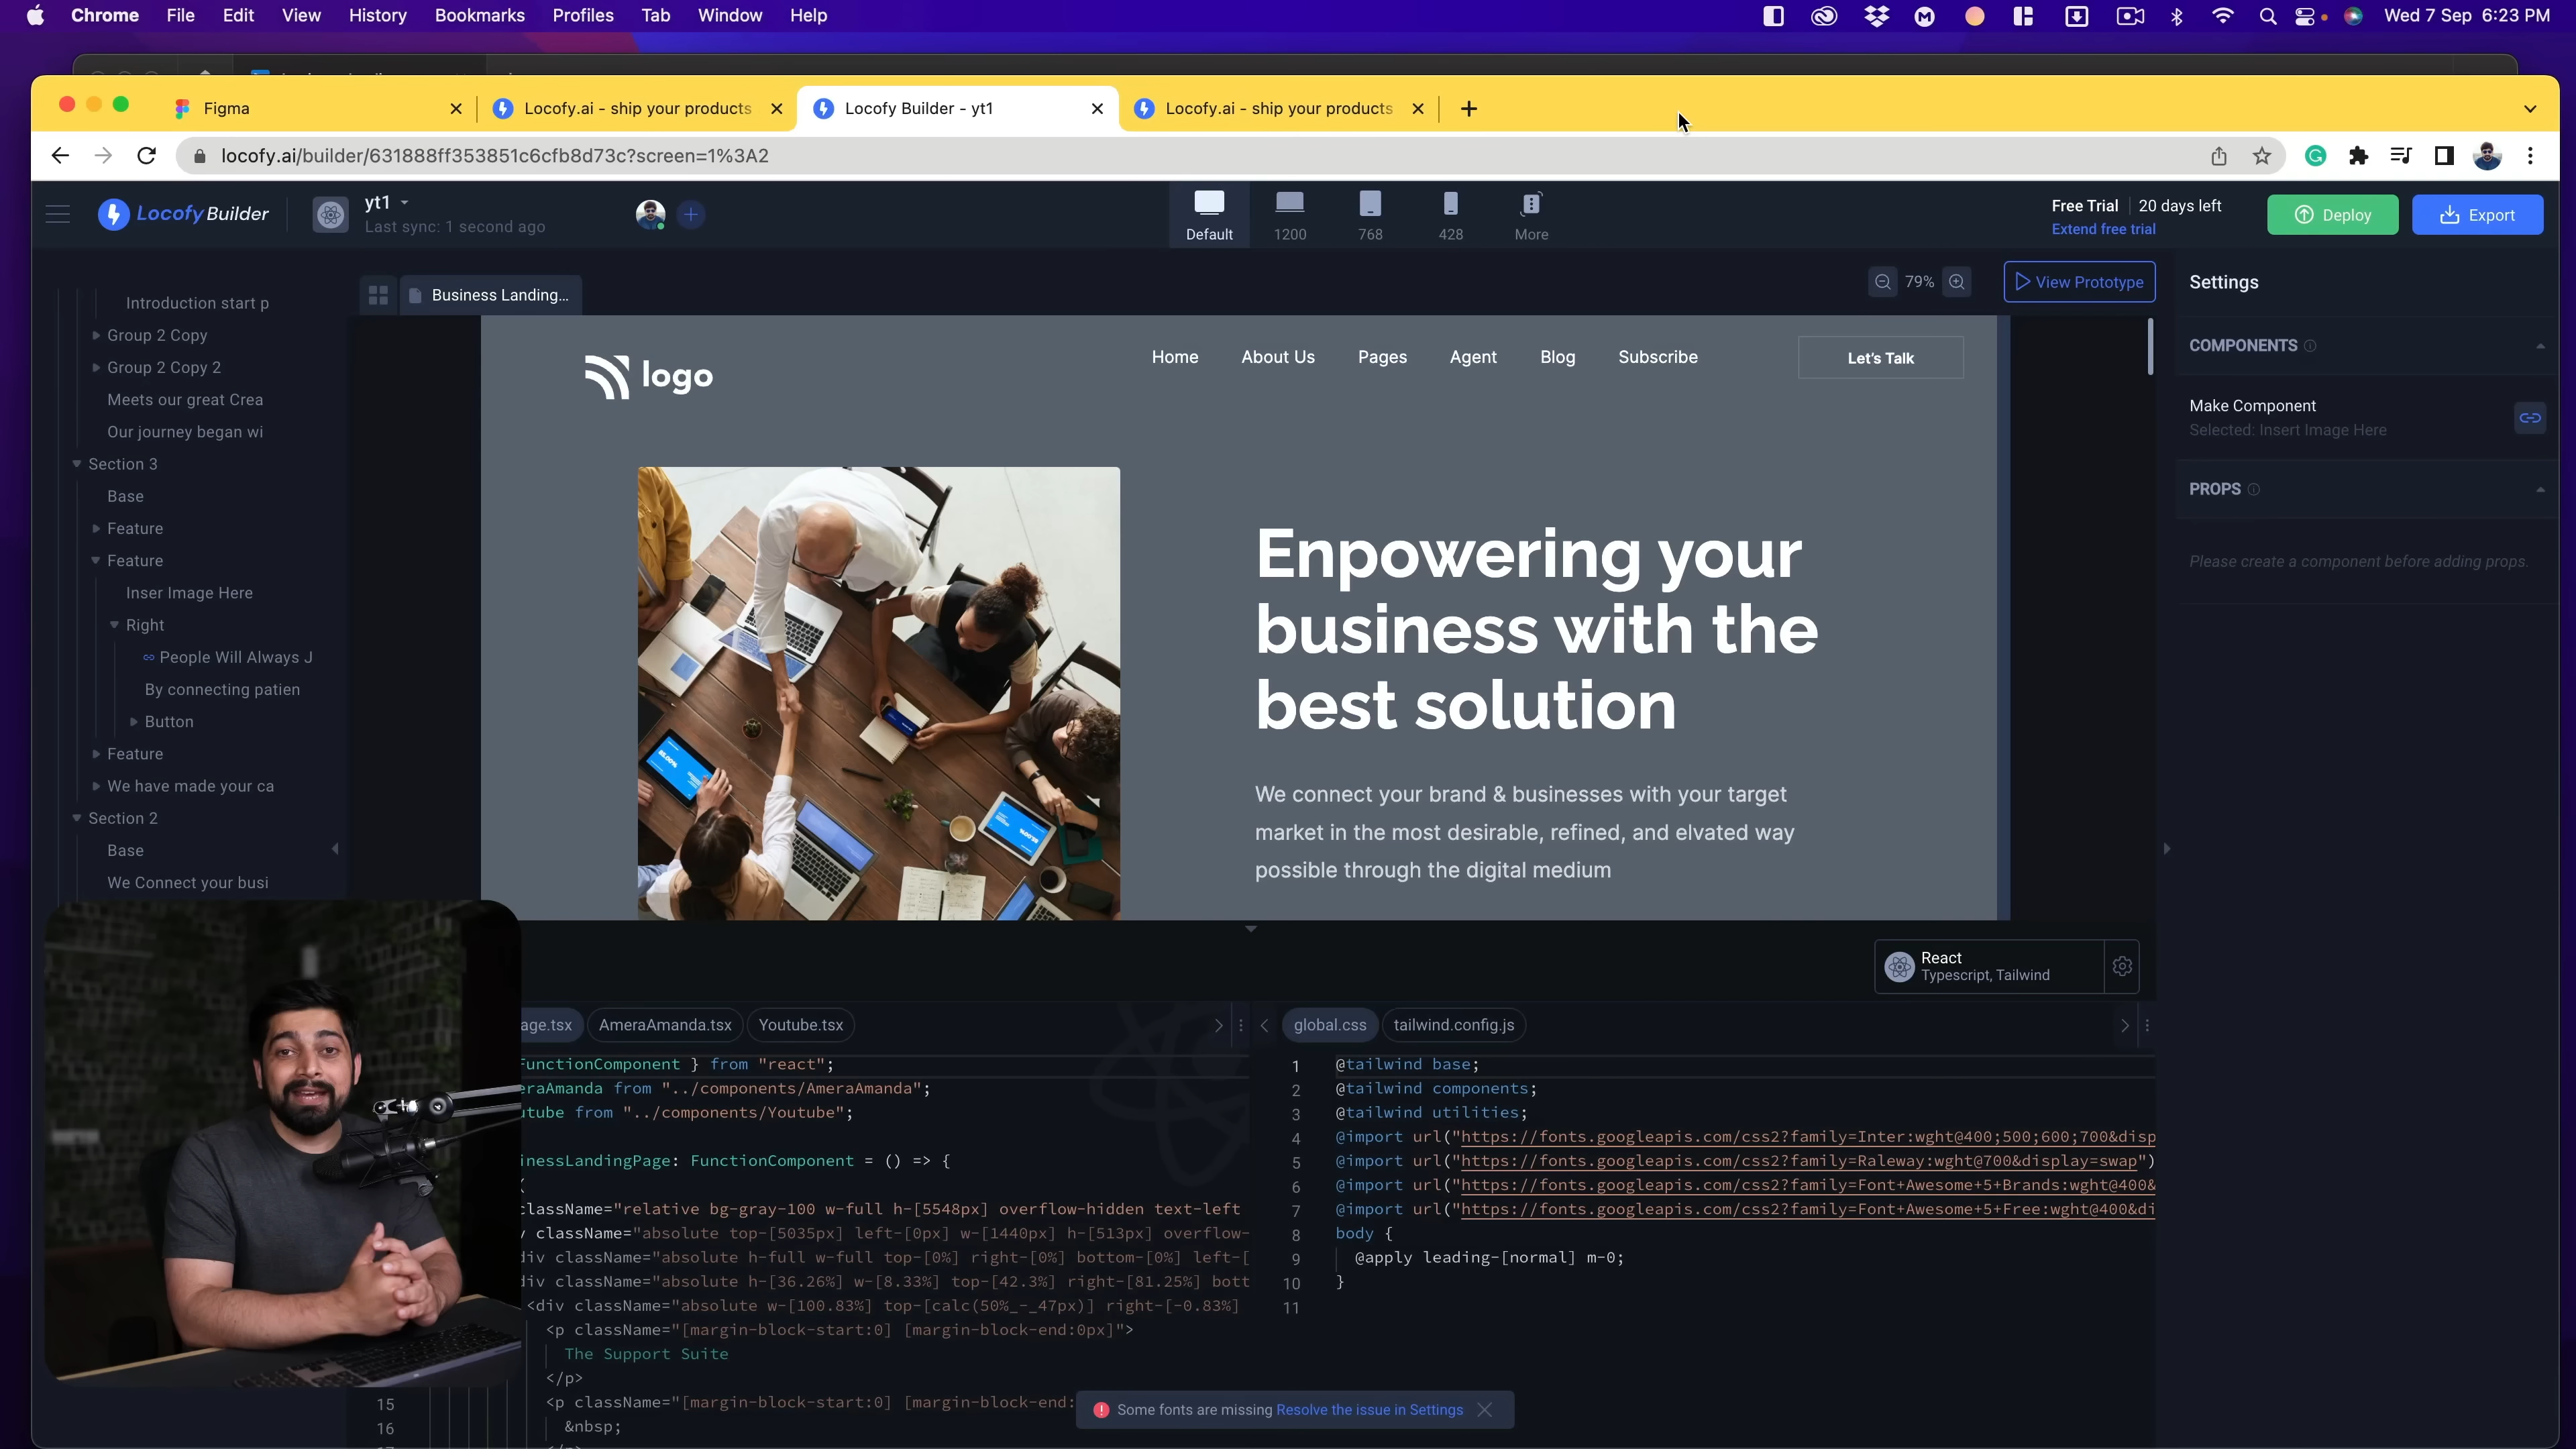 Chrome File Edit View History Bookmarks Profiles Tab Window Help
Wed 7 Sep 6:23 PM
Figma
Locofy.ai - ship your products
Locofy Builder - yt1
Locofy.ai - ship your products
locofy.ai/builder/631888ff353851c6cfb8d73c?screen=1%3A2
Locofy Builder
yt1
Last sync: 1 second ago
Default
1200
768
428
More
Free Trial | 20 days left
Extend free trial
Deploy
Export
Introduction start p
Group 2 Copy
Group 2 Copy 2
Meets our great Crea
Our journey began wi
Section 3
Base
Feature
Feature
Inser Image Here
Right
People Will Always J
By connecting patien
Button
Feature
We have made your ca
Section 2
Base
We Connect your busi
Business Landing...
79%
View Prototype
logo
Home
About Us
Pages
Agent
Blog
Subscribe
Let's Talk
Enpowering your
business with the
best solution
We connect your brand & businesses with your target
market in the most desirable, refined, and elvated way
possible through the digital medium
Settings
COMPONENTS
Make Component
Selected: Insert Image Here
PROPS
Please create a component before adding props.
React
Typescript, Tailwind
age.tsx
AmeraAmanda.tsx
Youtube.tsx
FunctionComponent } from "react";
eraAmanda from "../components/AmeraAmanda";
utube from "../components/Youtube";
inessLandingPage: FunctionComponent = () => {
(
className="relative bg-gray-100 w-full h-[5548px] overflow-hidden text-left
v className="absolute top-[5035px] left-[0px] w-[1440px] h-[513px] overflow-
div className="absolute h-full w-full top-[0%] right-[0%] bottom-[0%] left-[
div className="absolute h-[36.26%] w-[8.33%] top-[42.3%] right-[81.25%] bott
<div className="absolute w-[100.83%] top-[calc(50%_-_47px)] right-[-0.83%]
<p className="[margin-block-start:0] [margin-block-end:0px]">
The Support Suite
</p>
15 <p className="[margin-block-start:0] [margin-block-end:
16 &nbsp;
global.css
tailwind.config.js
1 @tailwind base;
2 @tailwind components;
3 @tailwind utilities;
4 @import url("https://fonts.googleapis.com/css2?family=Inter:wght@400;500;600;700&disp
5 @import url("https://fonts.googleapis.com/css2?family=Raleway:wght@700&display=swap")
6 @import url("https://fonts.googleapis.com/css2?family=Font+Awesome+5+Brands:wght@400&
7 @import url("https://fonts.googleapis.com/css2?family=Font+Awesome+5+Free:wght@400&di
8 body {
9 @apply leading-[normal] m-0;
10 }
11
Some fonts are missing Resolve the issue in Settings